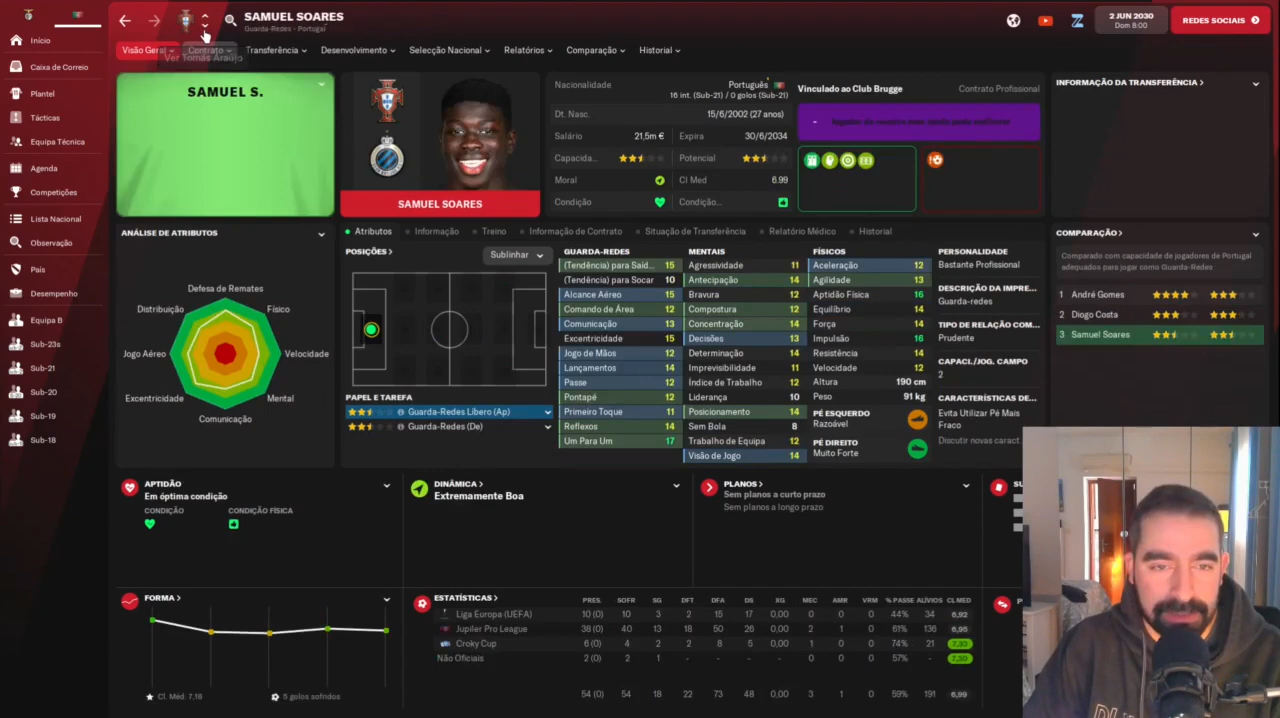 SAMUEL SOARES
Guarda-Redes - Portugal
2 JUN 2030
Dom 8:00
REDES SOCIAIS
Início
Caixa de Correio
Plantel
Tácticas
Equipa Técnica
Agenda
Competições
Lista Nacional
Observação
País
Desempenho
Equipa B
Sub-23s
Sub-21
Sub-20
Sub-19
Sub-18
Visão Geral
Contrato
Transferência
Desenvolvimento
Selecção Nacional
Relatórios
Comparação
Historial
Ver Tomás Araújo
SAMUEL S.
SAMUEL SOARES
Nacionalidade Português
16 int. (Sub-21) / 0 golos (Sub-21)
Dt. Nasc. 15/6/2002 (27 anos)
Salário 21,5m € Expira 30/6/2034
Capacida... Potencial
Moral Cl Med 6.99
Condição Condição...
Vinculado ao Club Brugge Contrato Profissional
INFORMAÇÃO DA TRANSFERÊNCIA
ANÁLISE DE ATRIBUTOS
Defesa de Remates
Distribuição Físico
Jogo Aéreo Velocidade
Excentricidade Mental
Comunicação
Atributos
Informação
Treino
Informação de Contrato
Situação de Transferência
Relatório Médico
Historial
POSIÇÕES
Sublinhar
PAPEL E TAREFA
Guarda-Redes Líbero (Ap)
Guarda-Redes (De)
GUARDA-REDES
(Tendência) para Saíd... 15
(Tendência) para Socar 10
Alcance Aéreo 15
Comando de Área 12
Comunicação 13
Excentricidade 15
Jogo de Mãos 12
Lançamentos 14
Passe 12
Pontapé 12
Primeiro Toque 11
Reflexos 14
Um Para Um 17
MENTAIS
Agressividade 11
Antecipação 14
Bravura 12
Compostura 12
Concentração 14
Decisões 13
Determinação 14
Imprevisibilidade 11
Índice de Trabalho 12
Liderança 10
Posicionamento 14
Sem Bola 8
Trabalho de Equipa 12
Visão de Jogo 14
FÍSICOS
Aceleração 12
Agilidade 13
Aptidão Física 16
Equilíbrio 14
Força 14
Impulsão 16
Resistência 14
Velocidade 12
Altura 190 cm
Peso 91 kg
PÉ ESQUERDO
Razoável
PÉ DIREITO
Muito Forte
PERSONALIDADE
Bastante Profissional
DESCRIÇÃO DA IMPRE...
Guarda-redes
TIPO DE RELAÇÃO COM...
Prudente
CAPACI./JOG. CAMPO
2
CARACTERÍSTICAS DE...
Evita Utilizar Pé Mais
Fraco
Discutir novas caract.
COMPARAÇÃO
Comparado com capacidade de jogadores de Portugal
adequados para jogar como Guarda-Redes
1 André Gomes
2 Diogo Costa
3 Samuel Soares
APTIDÃO
Em óptima condição
CONDIÇÃO CONDIÇÃO FÍSICA
DINÂMICA
Extremamente Boa
PLANOS
Sem planos a curto prazo
Sem planos a longo prazo
FORMA
Cl. Méd. 7,18 5 golos sofridos
ESTATÍSTICAS PRES. SOFR SG DFT DFA DS XG MEC AMR VRM % PASSE ALÍVIOS CL MED
Liga Europa (UEFA) 10 (0) 10 3 2 15 17 0,00 0 0 0 44% 34 6,92
Jupiler Pro League 38 (0) 40 13 18 50 26 0,00 2 1 0 61% 136 6,95
Croky Cup 6 (0) 4 2 2 8 5 0,00 1 0 0 74% 21 7,33
Não Oficiais 2 (0) 2 1 - - - - 0 0 0 57% - 7,30
54 (0) 54 18 22 73 48 0,00 3 1 0 59% 191 6,99